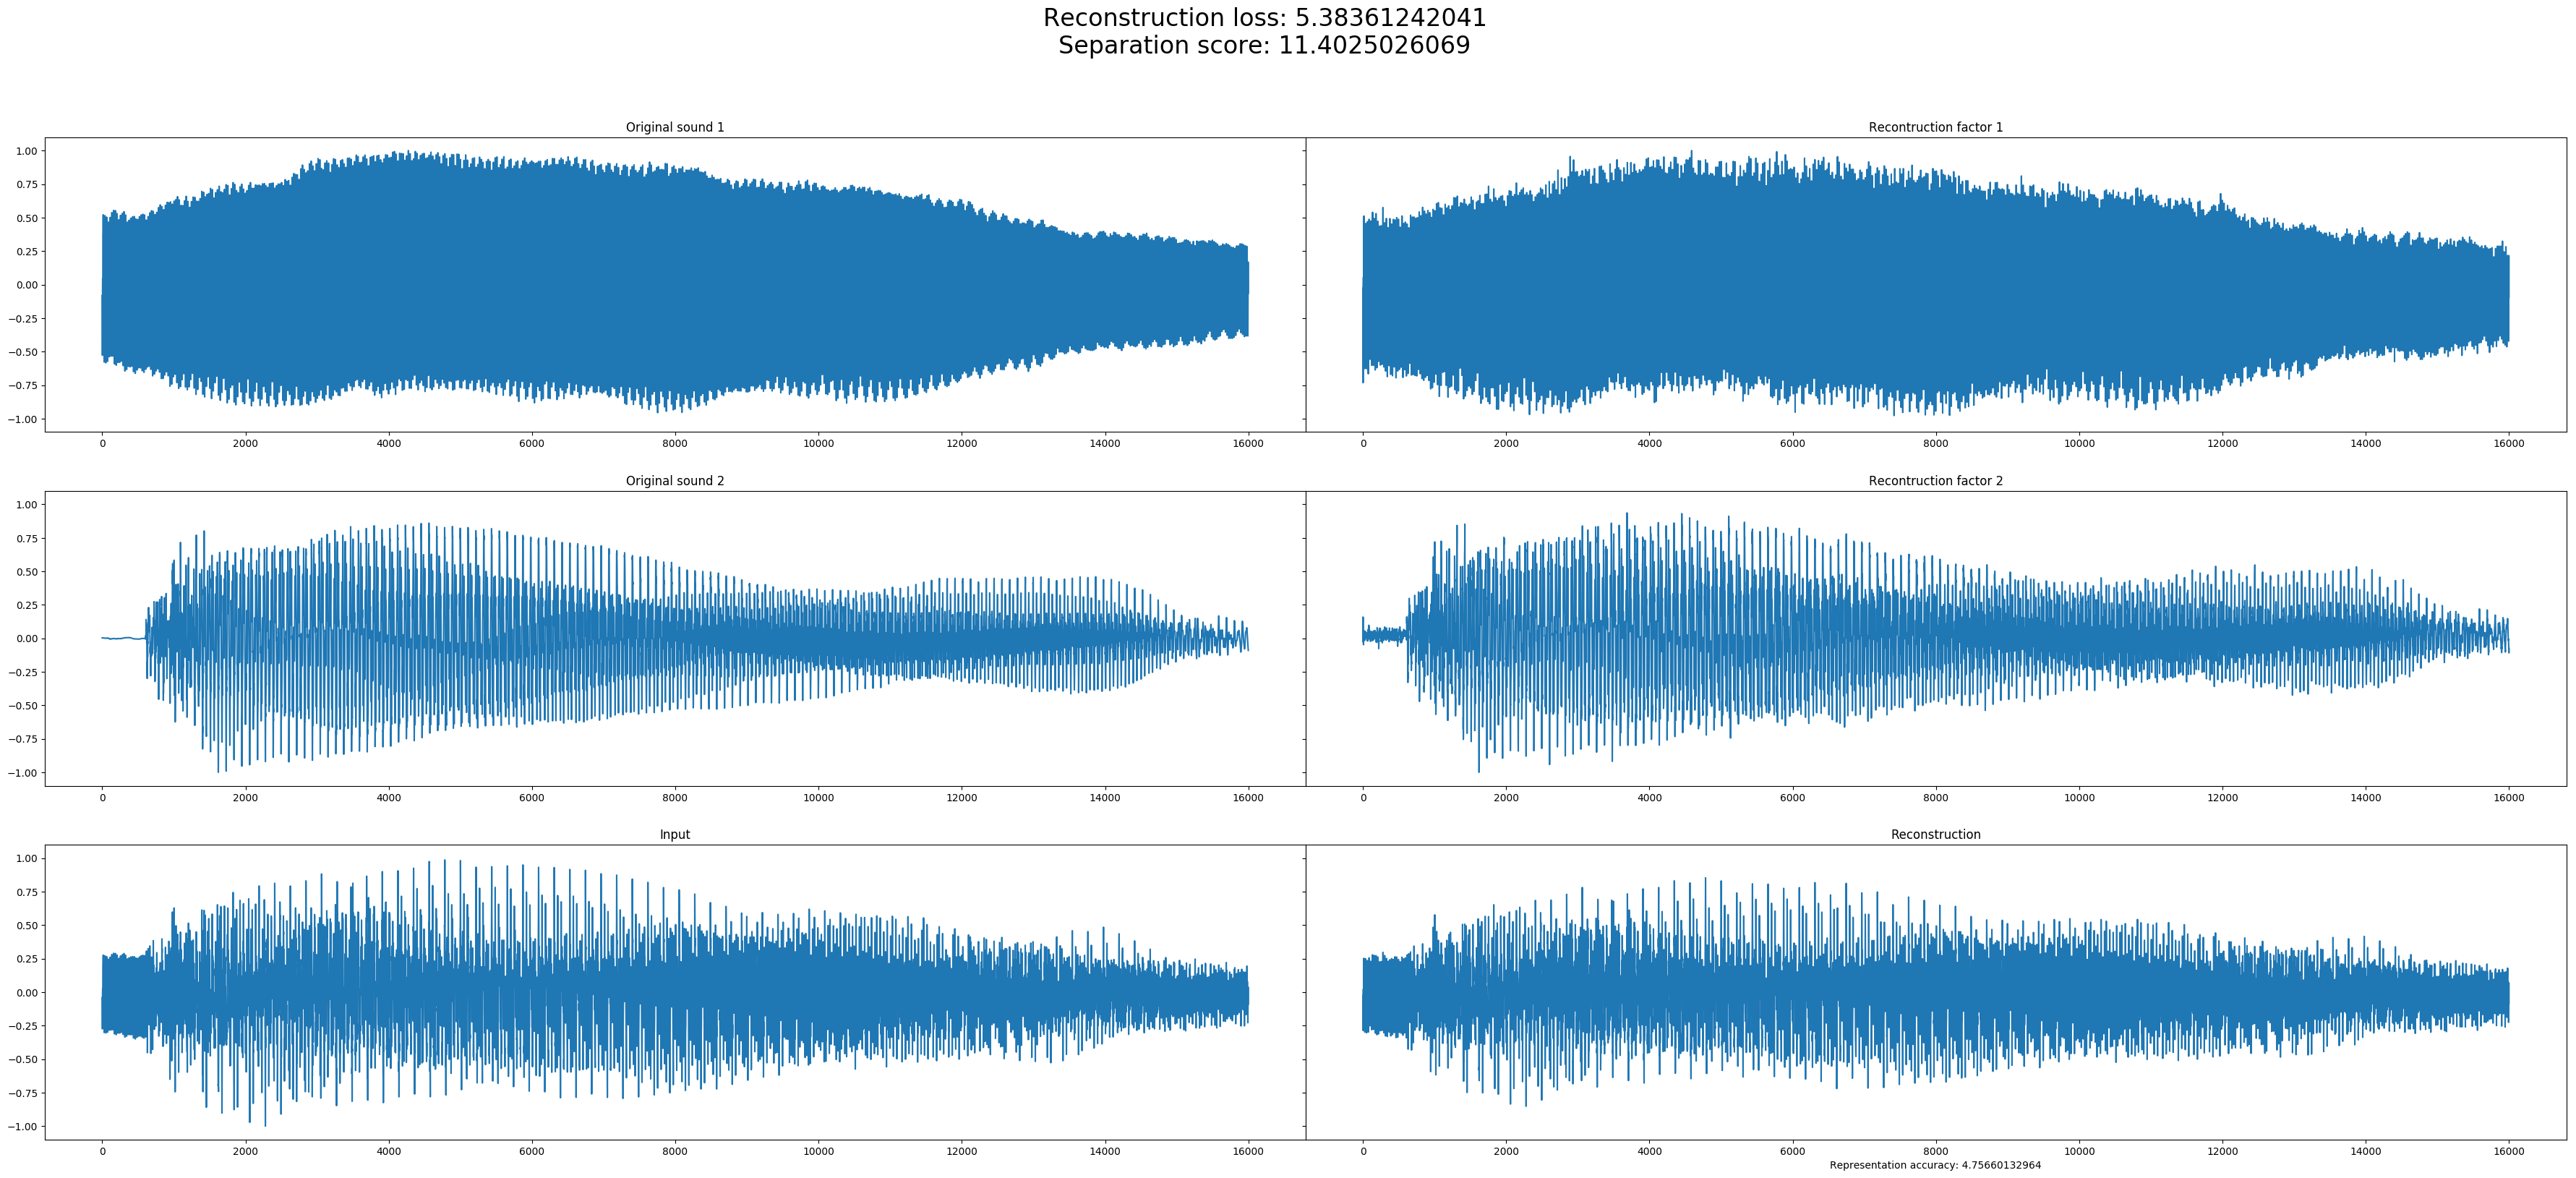 Reconstruction loss: 5.38361242041
Separation score: 11.4025026069
Original sound 1
Recontruction factor 1
1.00
0.75
0.50
0.25
0.00
−0.25
−0.50
−0.75
−1.00
0 2000 4000 6000 8000 10000 12000 14000 16000
0 2000 4000 6000 8000 10000 12000 14000 16000
Original sound 2
Reconstruction factor 2
1.00
0.75
0.50
0.25
0.00
−0.25
−0.50
−0.75
−1.00
0 2000 4000 6000 8000 10000 12000 14000 16000
0 2000 4000 6000 8000 10000 12000 14000 16000
Input
Reconstruction
1.00
0.75
0.50
0.25
0.00
−0.25
−0.50
−0.75
−1.00
0 2000 4000 6000 8000 10000 12000 14000 16000
0 2000 4000 6000 8000 10000 12000 14000 16000
Representation accuracy: 4.75660132964